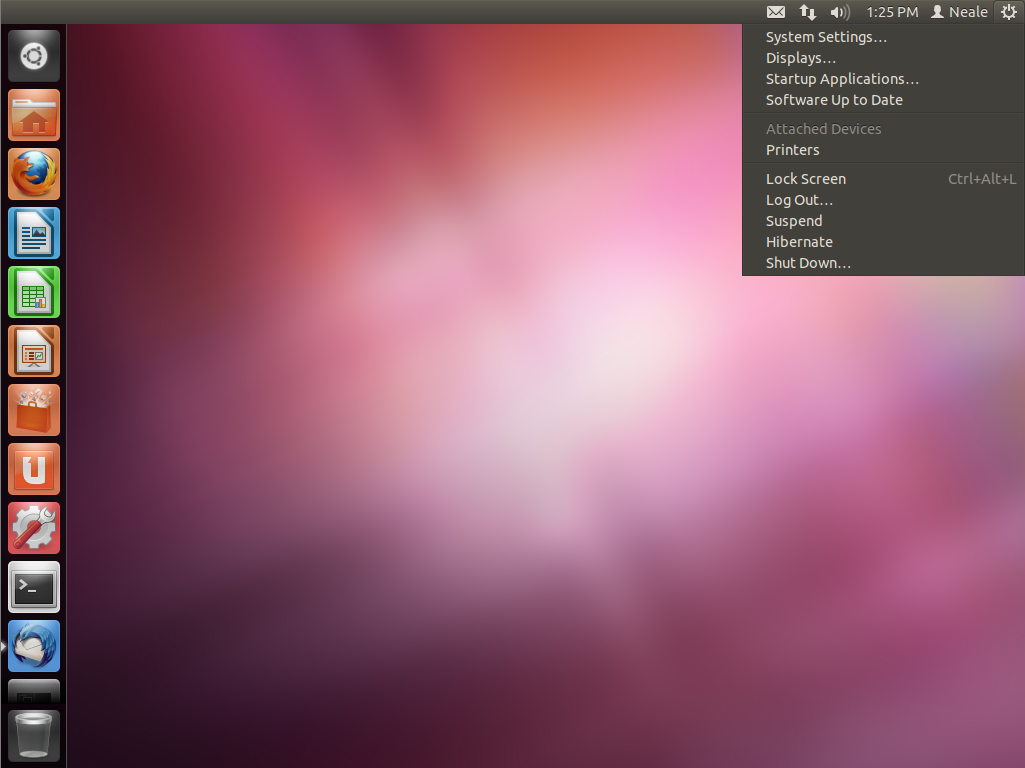 1:25 PM Neale
System Settings…
Displays…
Startup Applications…
Software Up to Date
Attached Devices
Printers
Lock Screen Ctrl+Alt+L
Log Out…
Suspend
Hibernate
Shut Down…
U
>_